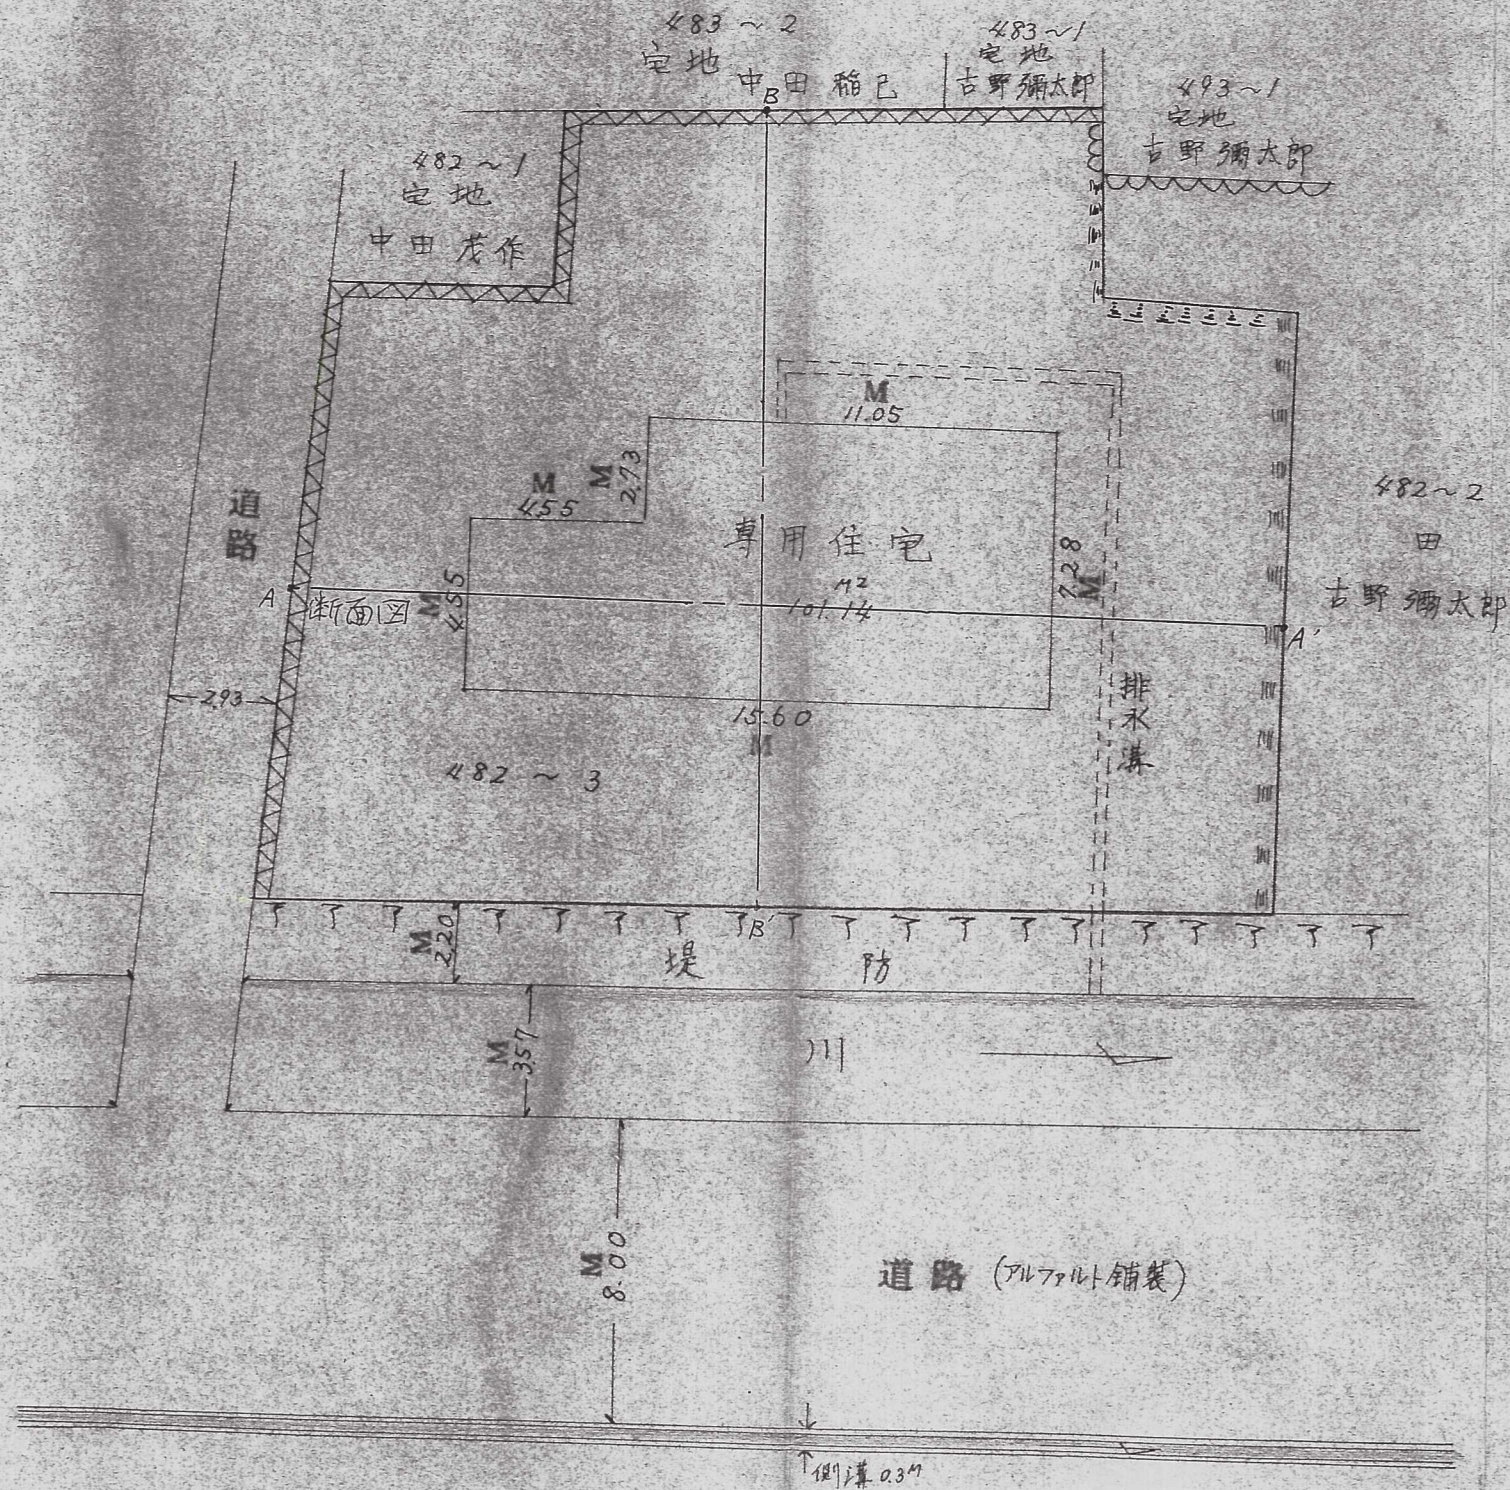 483～2
宅地
中田稲己
B
483～1
宅地
古野彌太郎
493～1
宅地
古野彌太郎
482～1
宅地
中田茂作
M
11.05
M
2.73
M
4.55
道路
専用住宅
M2
101.14
7.28
M
482～2
田
古野彌太郎
A
断面図
M
4.55
A'
2.93
15.60
M
排水溝
482～3
M
2.20
B'
堤防
M
3.57
川
M
8.00
道路 (アルファルト舗装)
側溝 0.3M